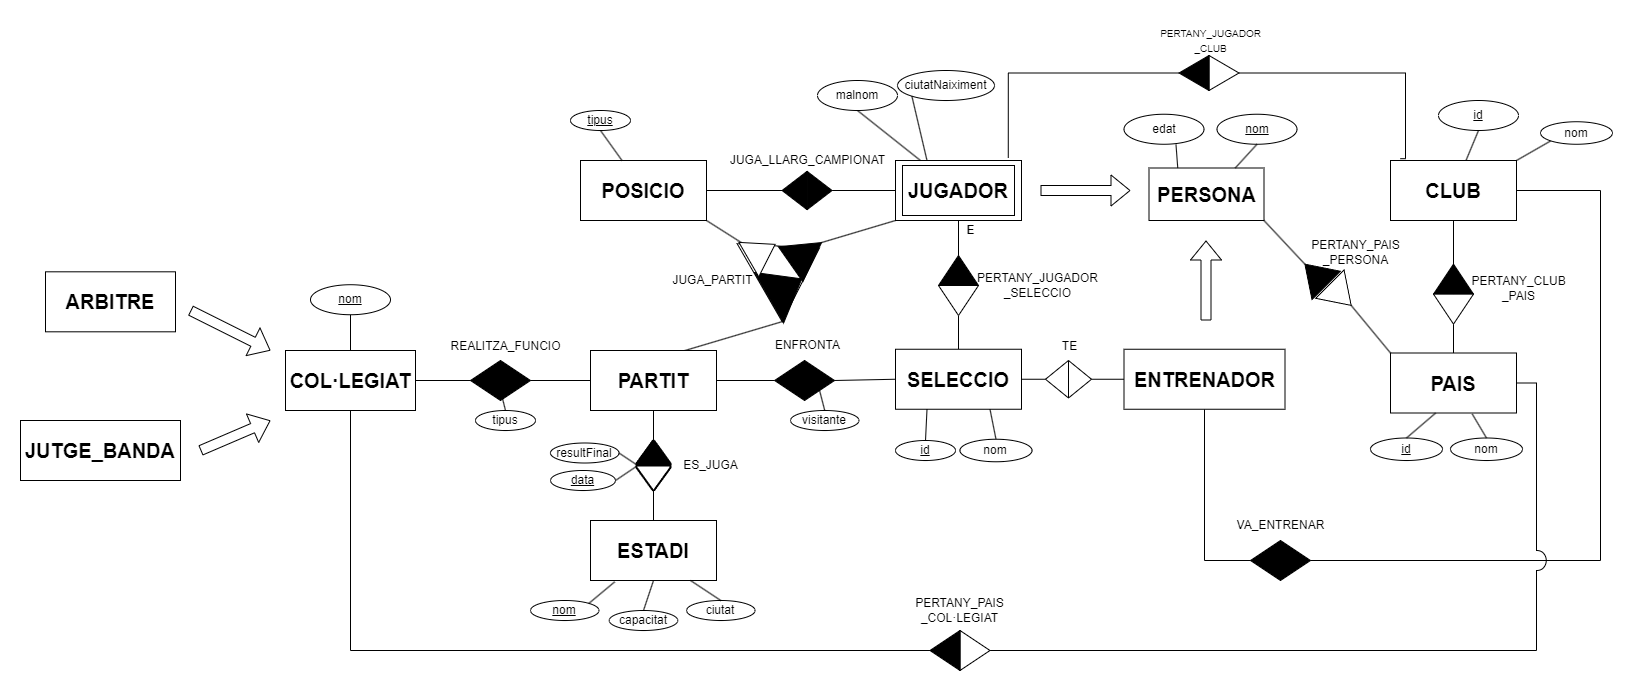 PERTANY_JUGADOR
_CLUB
malnom
ciutatNaiximent
tipus
edat
nom
id
nom
JUGA_LLARG_CAMPIONAT
POSICIO
JUGADOR
PERSONA
CLUB
E
JUGA_PARTIT
PERTANY_JUGADOR
_SELECCIO
PERTANY_PAIS
_PERSONA
PERTANY_CLUB
_PAIS
ARBITRE
nom
REALITZA_FUNCIO
ENFRONTA
TE
COL·LEGIAT
PARTIT
SELECCIO
ENTRENADOR
PAIS
tipus
visitante
id
nom
id
nom
JUTGE_BANDA
resultFinal
data
ES_JUGA
VA_ENTRENAR
ESTADI
nom
capacitat
ciutat
PERTANY_PAIS
_COL·LEGIAT